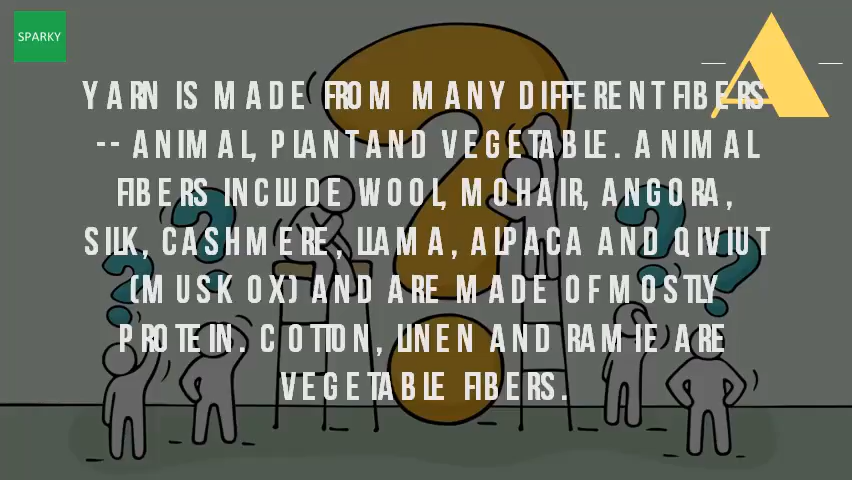 SPARKY
A
YARN IS MADE FROM MANY DIFFERENT FIBERS
-- ANIMAL, PLANT AND VEGETABLE. ANIMAL
FIBERS INCLUDE WOOL, MOHAIR, ANGORA,
SILK, CASHMERE, LLAMA, ALPACA AND QIVIUT
(MUSK OX) AND ARE MADE OF MOSTLY
PROTEIN. COTTON, LINEN AND RAMIE ARE
VEGETABLE FIBERS.